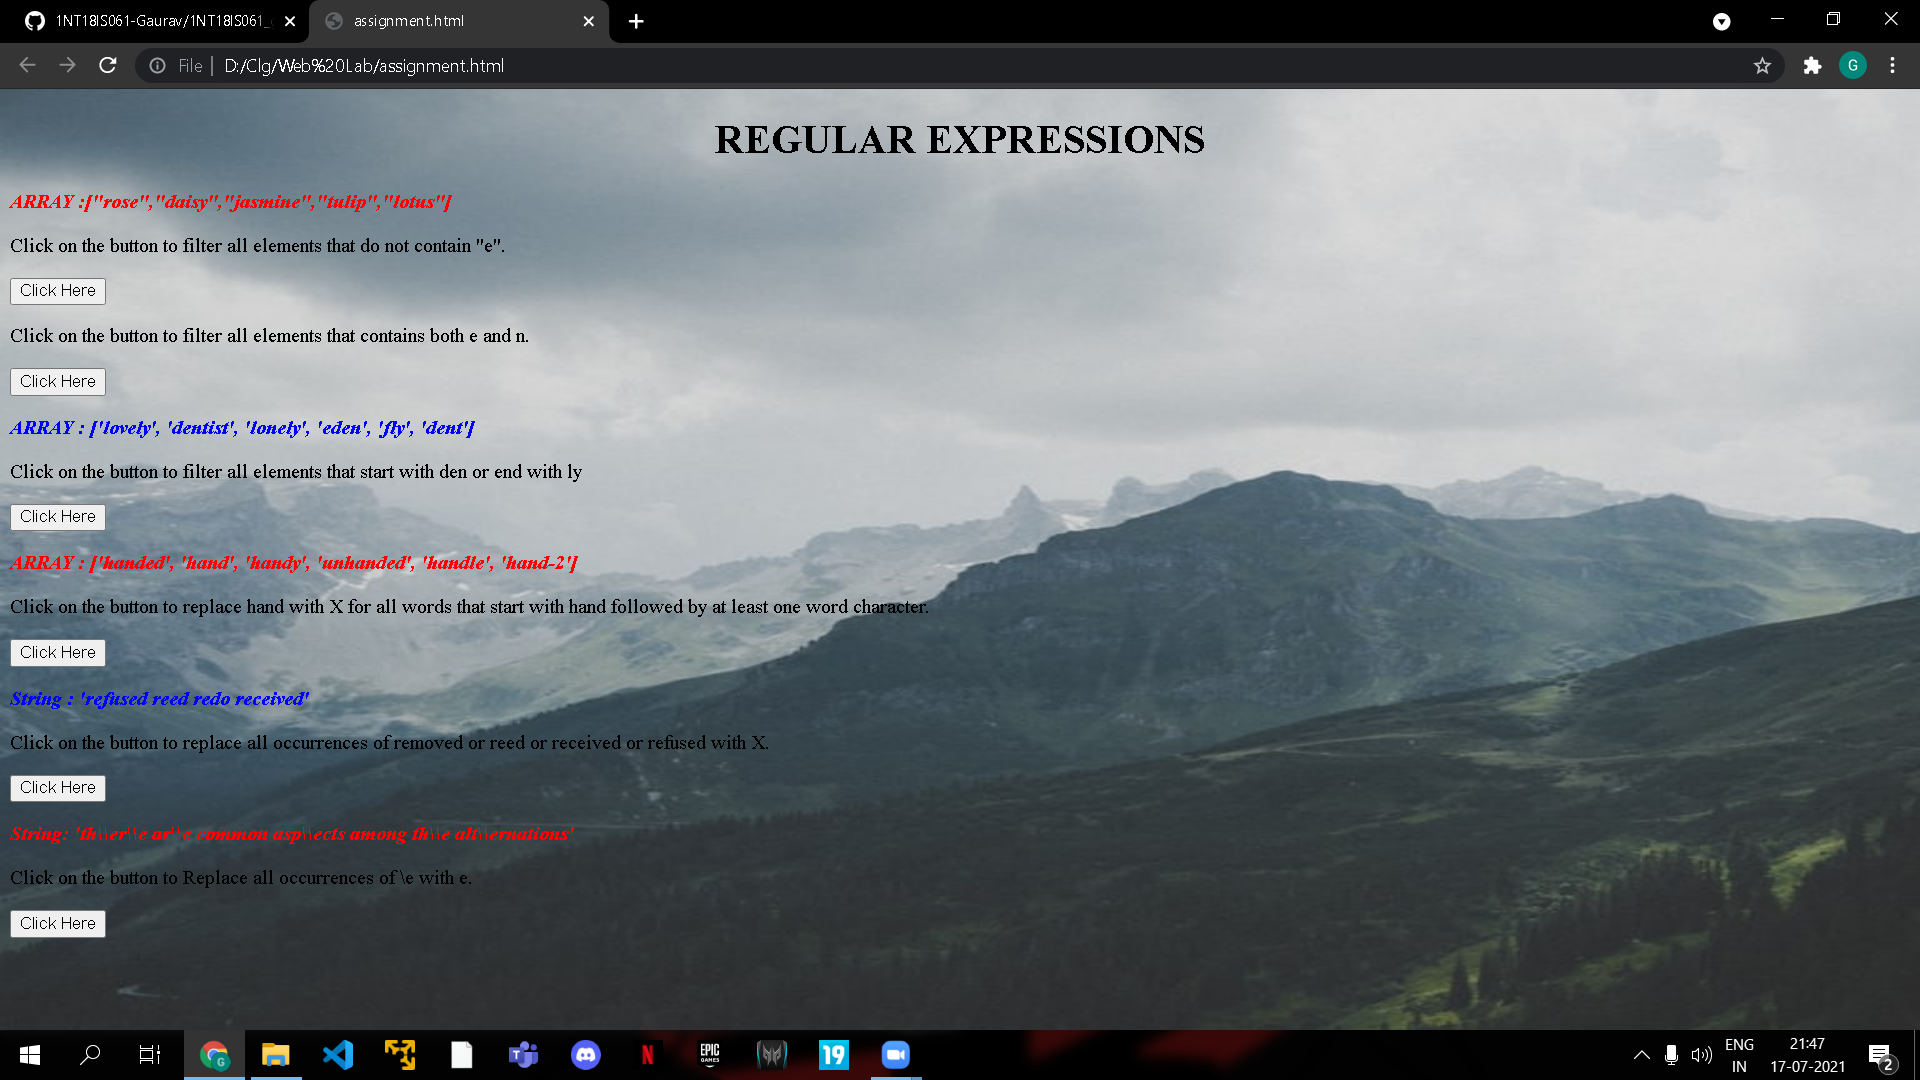 1NT18IS061-Gaurav/1NT18IS061_
assignment.html
File | D:/Clg/Web%20Lab/assignment.html
G
REGULAR EXPRESSIONS
ARRAY :["rose","daisy","jasmine","tulip","lotus"]
Click on the button to filter all elements that do not contain "e".
Click Here
Click on the button to filter all elements that contains both e and n.
Click Here
ARRAY : ['lovely', 'dentist', 'lonely', 'eden', 'fly', 'dent']
Click on the button to filter all elements that start with den or end with ly
Click Here
ARRAY : ['handed', 'hand', 'handy', 'unhanded', 'handle', 'hand-2']
Click on the button to replace hand with X for all words that start with hand followed by at least one word character.
Click Here
String : 'refused reed redo received'
Click on the button to replace all occurrences of removed or reed or received or refused with X.
Click Here
String: 'th\\er\\e ar\\e common asp\\ects among th\\e alt\\ernations'
Click on the button to Replace all occurrences of \e with e.
Click Here
G
T
N
EPIC
GAMES
19
ENG
IN
21:47
17-07-2021
2